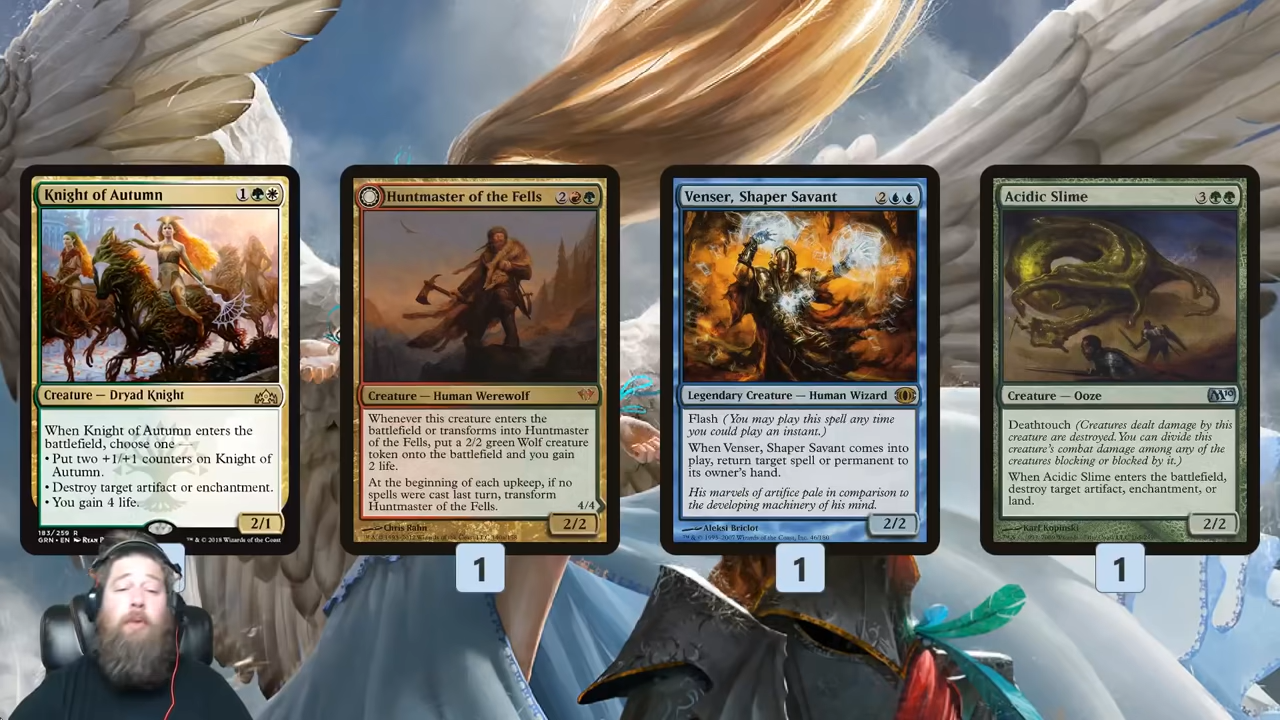 Knight of Autumn 1
Creature — Dryad Knight
When Knight of Autumn enters the
battlefield, choose one —
• Put two +1/+1 counters on Knight of
Autumn.
• Destroy target artifact or enchantment.
• You gain 4 life.
2/1
183/259 R
GRN • EN
™ & © 2018 Wizards of the Coast
Huntmaster of the Fells 2
Creature — Human Werewolf
Whenever this creature enters the
battlefield or transforms into Huntmaster
of the Fells, put a 2/2 green Wolf creature
token onto the battlefield and you gain
2 life.
At the beginning of each upkeep, if no
spells were cast last turn, transform
Huntmaster of the Fells.
4/4
2/2
Chris Rahn
1
Venser, Shaper Savant 2
Legendary Creature — Human Wizard
Flash (You may play this spell any time
you could play an instant.)
When Venser, Shaper Savant comes into
play, return target spell or permanent to
its owner's hand.
His marvels of artifice pale in comparison to
the developing machinery of his mind.
Aleksi Briclot
2/2
1
Acidic Slime 3
Creature — Ooze
M10
Deathtouch (Creatures dealt damage by this
creature are destroyed. You can divide this
creature's combat damage among any of the
creatures blocking or blocked by it.)
When Acidic Slime enters the battlefield,
destroy target artifact, enchantment, or
land.
Karl Kopinski
2/2
1